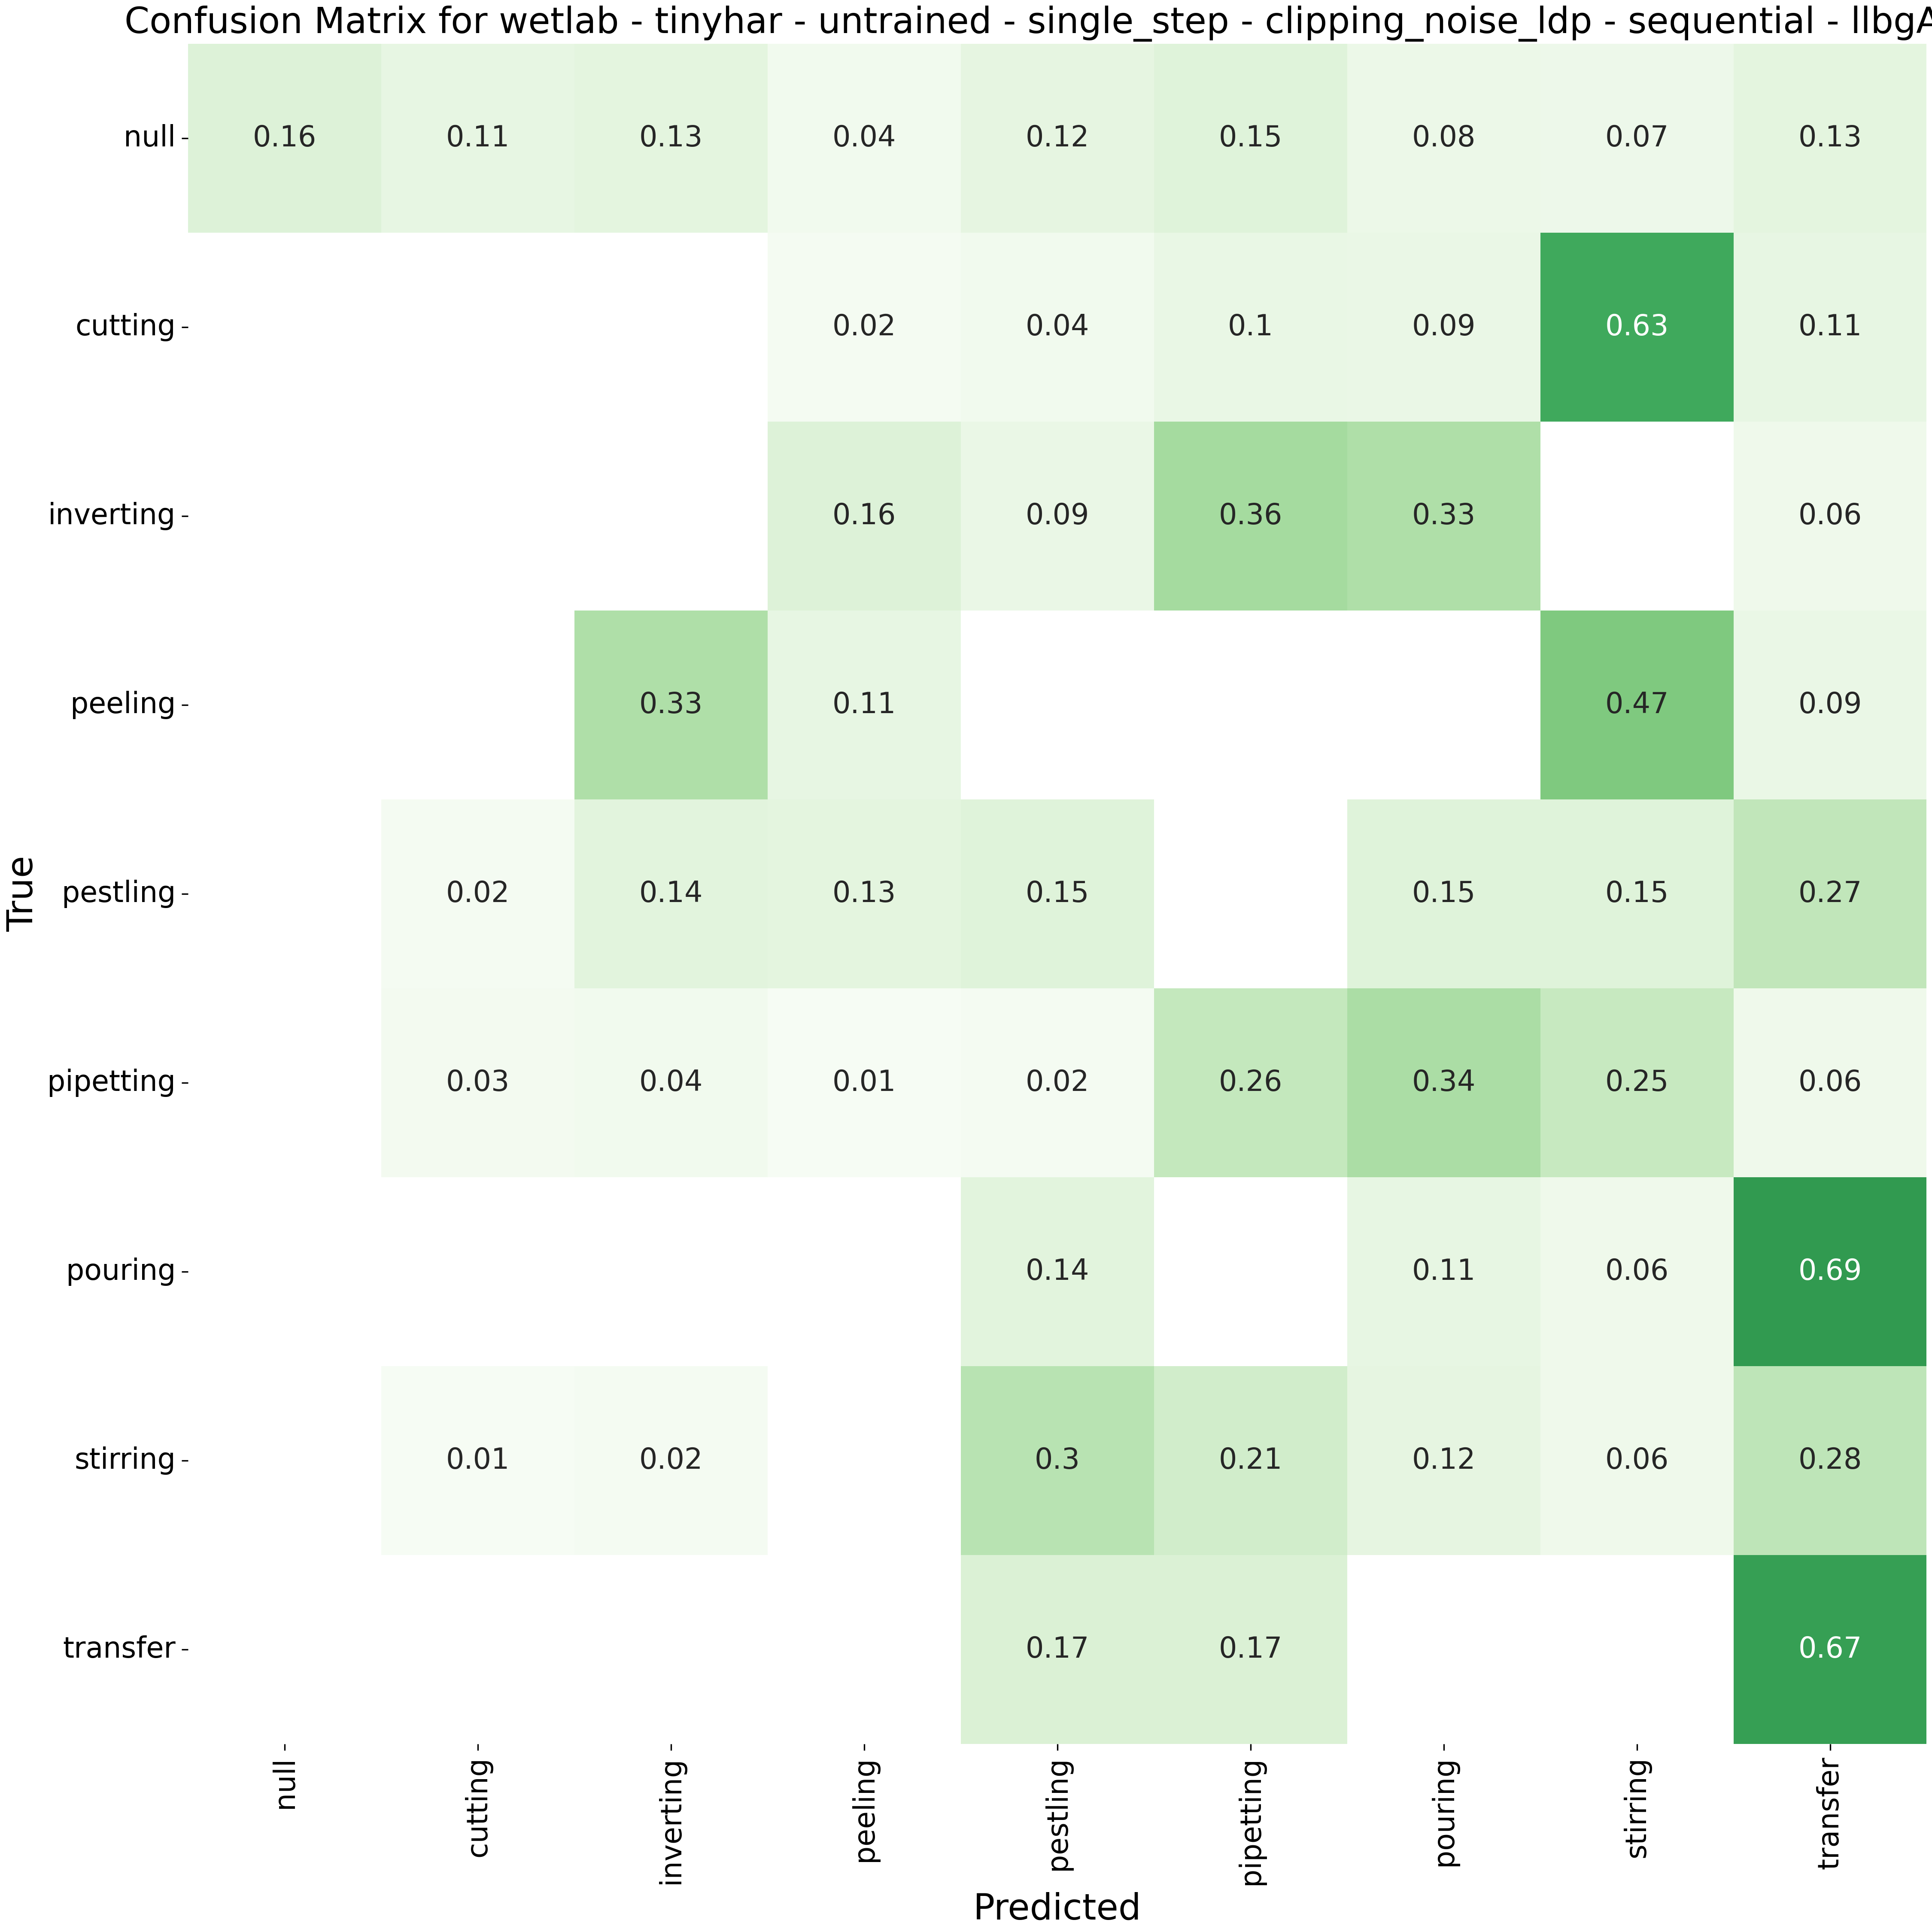 Confusion Matrix for wetlab - tinyhar - untrained - single_step - clipping_noise_ldp - sequential - llbgA
null 0.16 0.11 0.13 0.04 0.12 0.15 0.08 0.07 0.13
cutting 0.02 0.04 0.1 0.09 0.63 0.11
inverting 0.16 0.09 0.36 0.33 0.06
peeling 0.33 0.11 0.47 0.09
pestling 0.02 0.14 0.13 0.15 0.15 0.15 0.27
pipetting 0.03 0.04 0.01 0.02 0.26 0.34 0.25 0.06
pouring 0.14 0.11 0.06 0.69
stirring 0.01 0.02 0.3 0.21 0.12 0.06 0.28
transfer 0.17 0.17 0.67
True
null cutting inverting peeling pestling pipetting pouring stirring transfer
Predicted